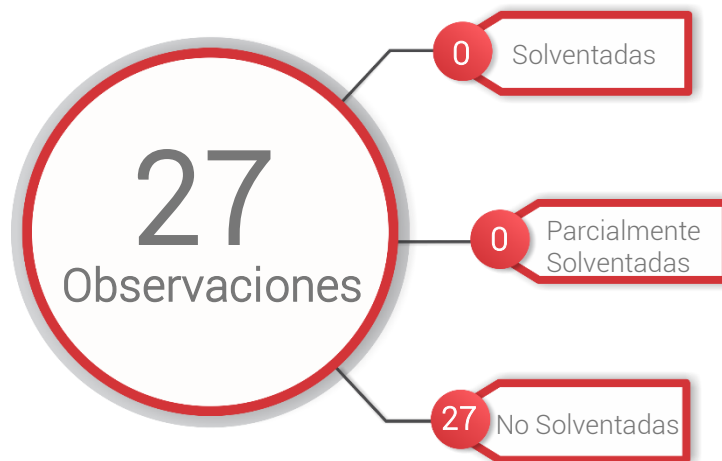 27
Observaciones
0
Solventadas
0
Parcialmente
Solventadas
27
No Solventadas